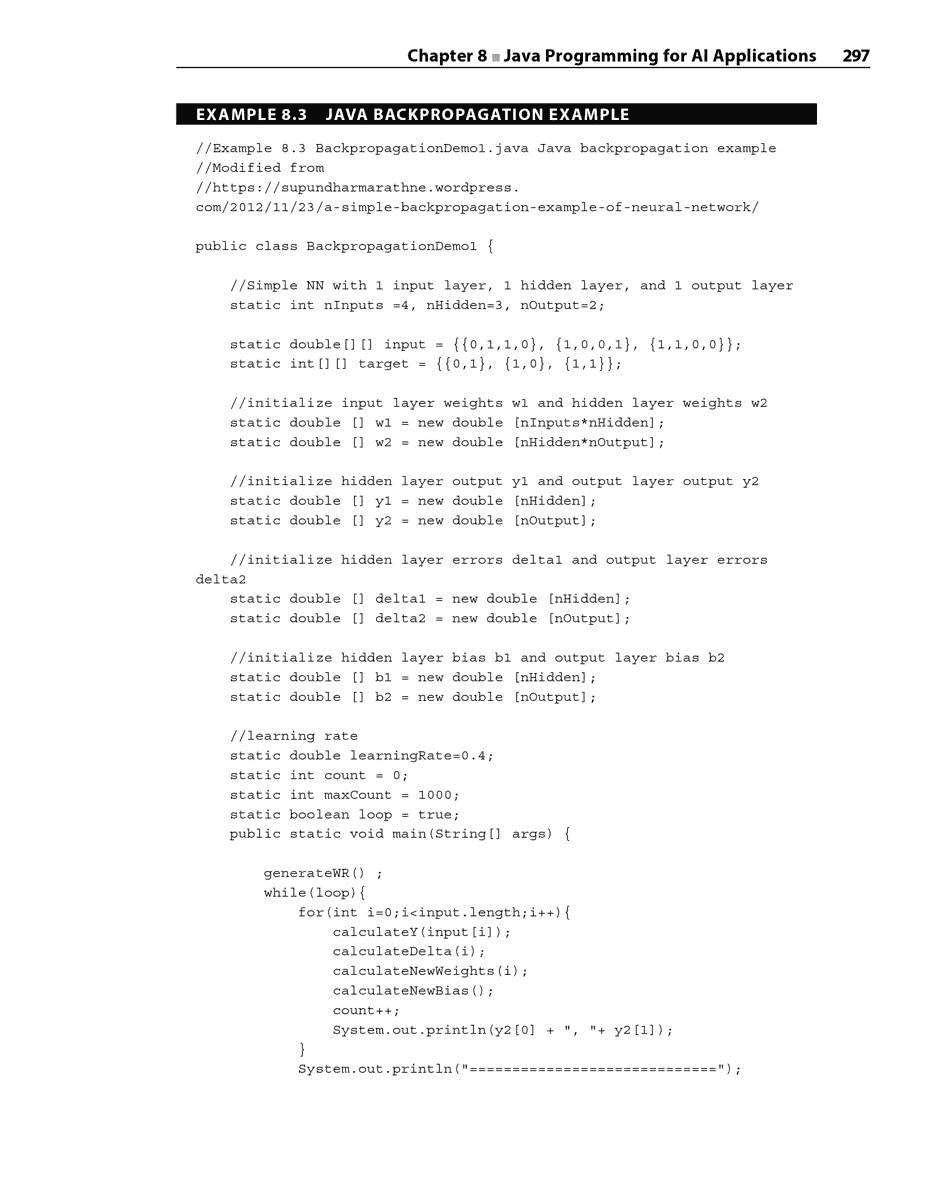 Chapter 8 ■ Java Programming for AI Applications 297
EXAMPLE 8.3 JAVA BACKPROPAGATION EXAMPLE
//Example 8.3 BackpropagationDemo1.java Java backpropagation example
//Modified from
//https://supundharmarathne.wordpress.
com/2012/11/23/a-simple-backpropagation-example-of-neural-network/
public class BackpropagationDemo1 {
//Simple NN with 1 input layer, 1 hidden layer, and 1 output layer
static int nInputs =4, nHidden=3, nOutput=2;
static double[][] input = {{0,1,1,0}, {1,0,0,1}, {1,1,0,0}};
static int[][] target = {{0,1}, {1,0}, {1,1}};
//initialize input layer weights w1 and hidden layer weights w2
static double [] w1 = new double [nInputs*nHidden];
static double [] w2 = new double [nHidden*nOutput];
//initialize hidden layer output y1 and output layer output y2
static double [] y1 = new double [nHidden];
static double [] y2 = new double [nOutput];
//initialize hidden layer errors delta1 and output layer errors
delta2
static double [] delta1 = new double [nHidden];
static double [] delta2 = new double [nOutput];
//initialize hidden layer bias b1 and output layer bias b2
static double [] b1 = new double [nHidden];
static double [] b2 = new double [nOutput];
//learning rate
static double learningRate=0.4;
static int count = 0;
static int maxCount = 1000;
static boolean loop = true;
public static void main(String[] args) {
generateWR() ;
while(loop){
for(int i=0;i<input.length;i++){
calculateY(input[i]);
calculateDelta(i);
calculateNewWeights(i);
calculateNewBias();
count++;
System.out.println(y2[0] + ", "+ y2[1]);
}
System.out.println("=============================");